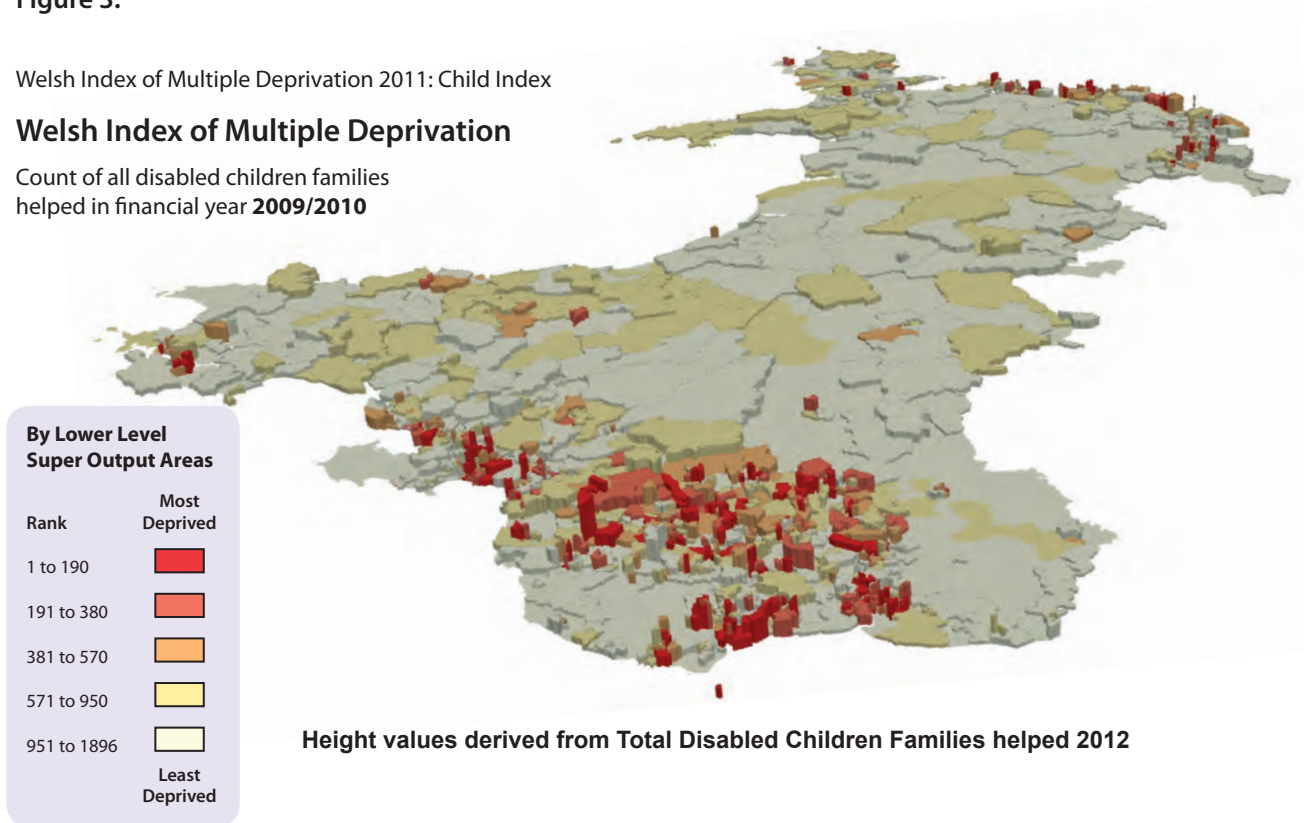 Figure 3.
Welsh Index of Multiple Deprivation 2011: Child Index
Welsh Index of Multiple Deprivation
Count of all disabled children families
helped in financial year 2009/2010
By Lower Level
Super Output Areas
Rank
Most
Deprived
1 to 190
191 to 380
381 to 570
571 to 950
951 to 1896
Least
Deprived
Height values derived from Total Disabled Children Families helped 2012